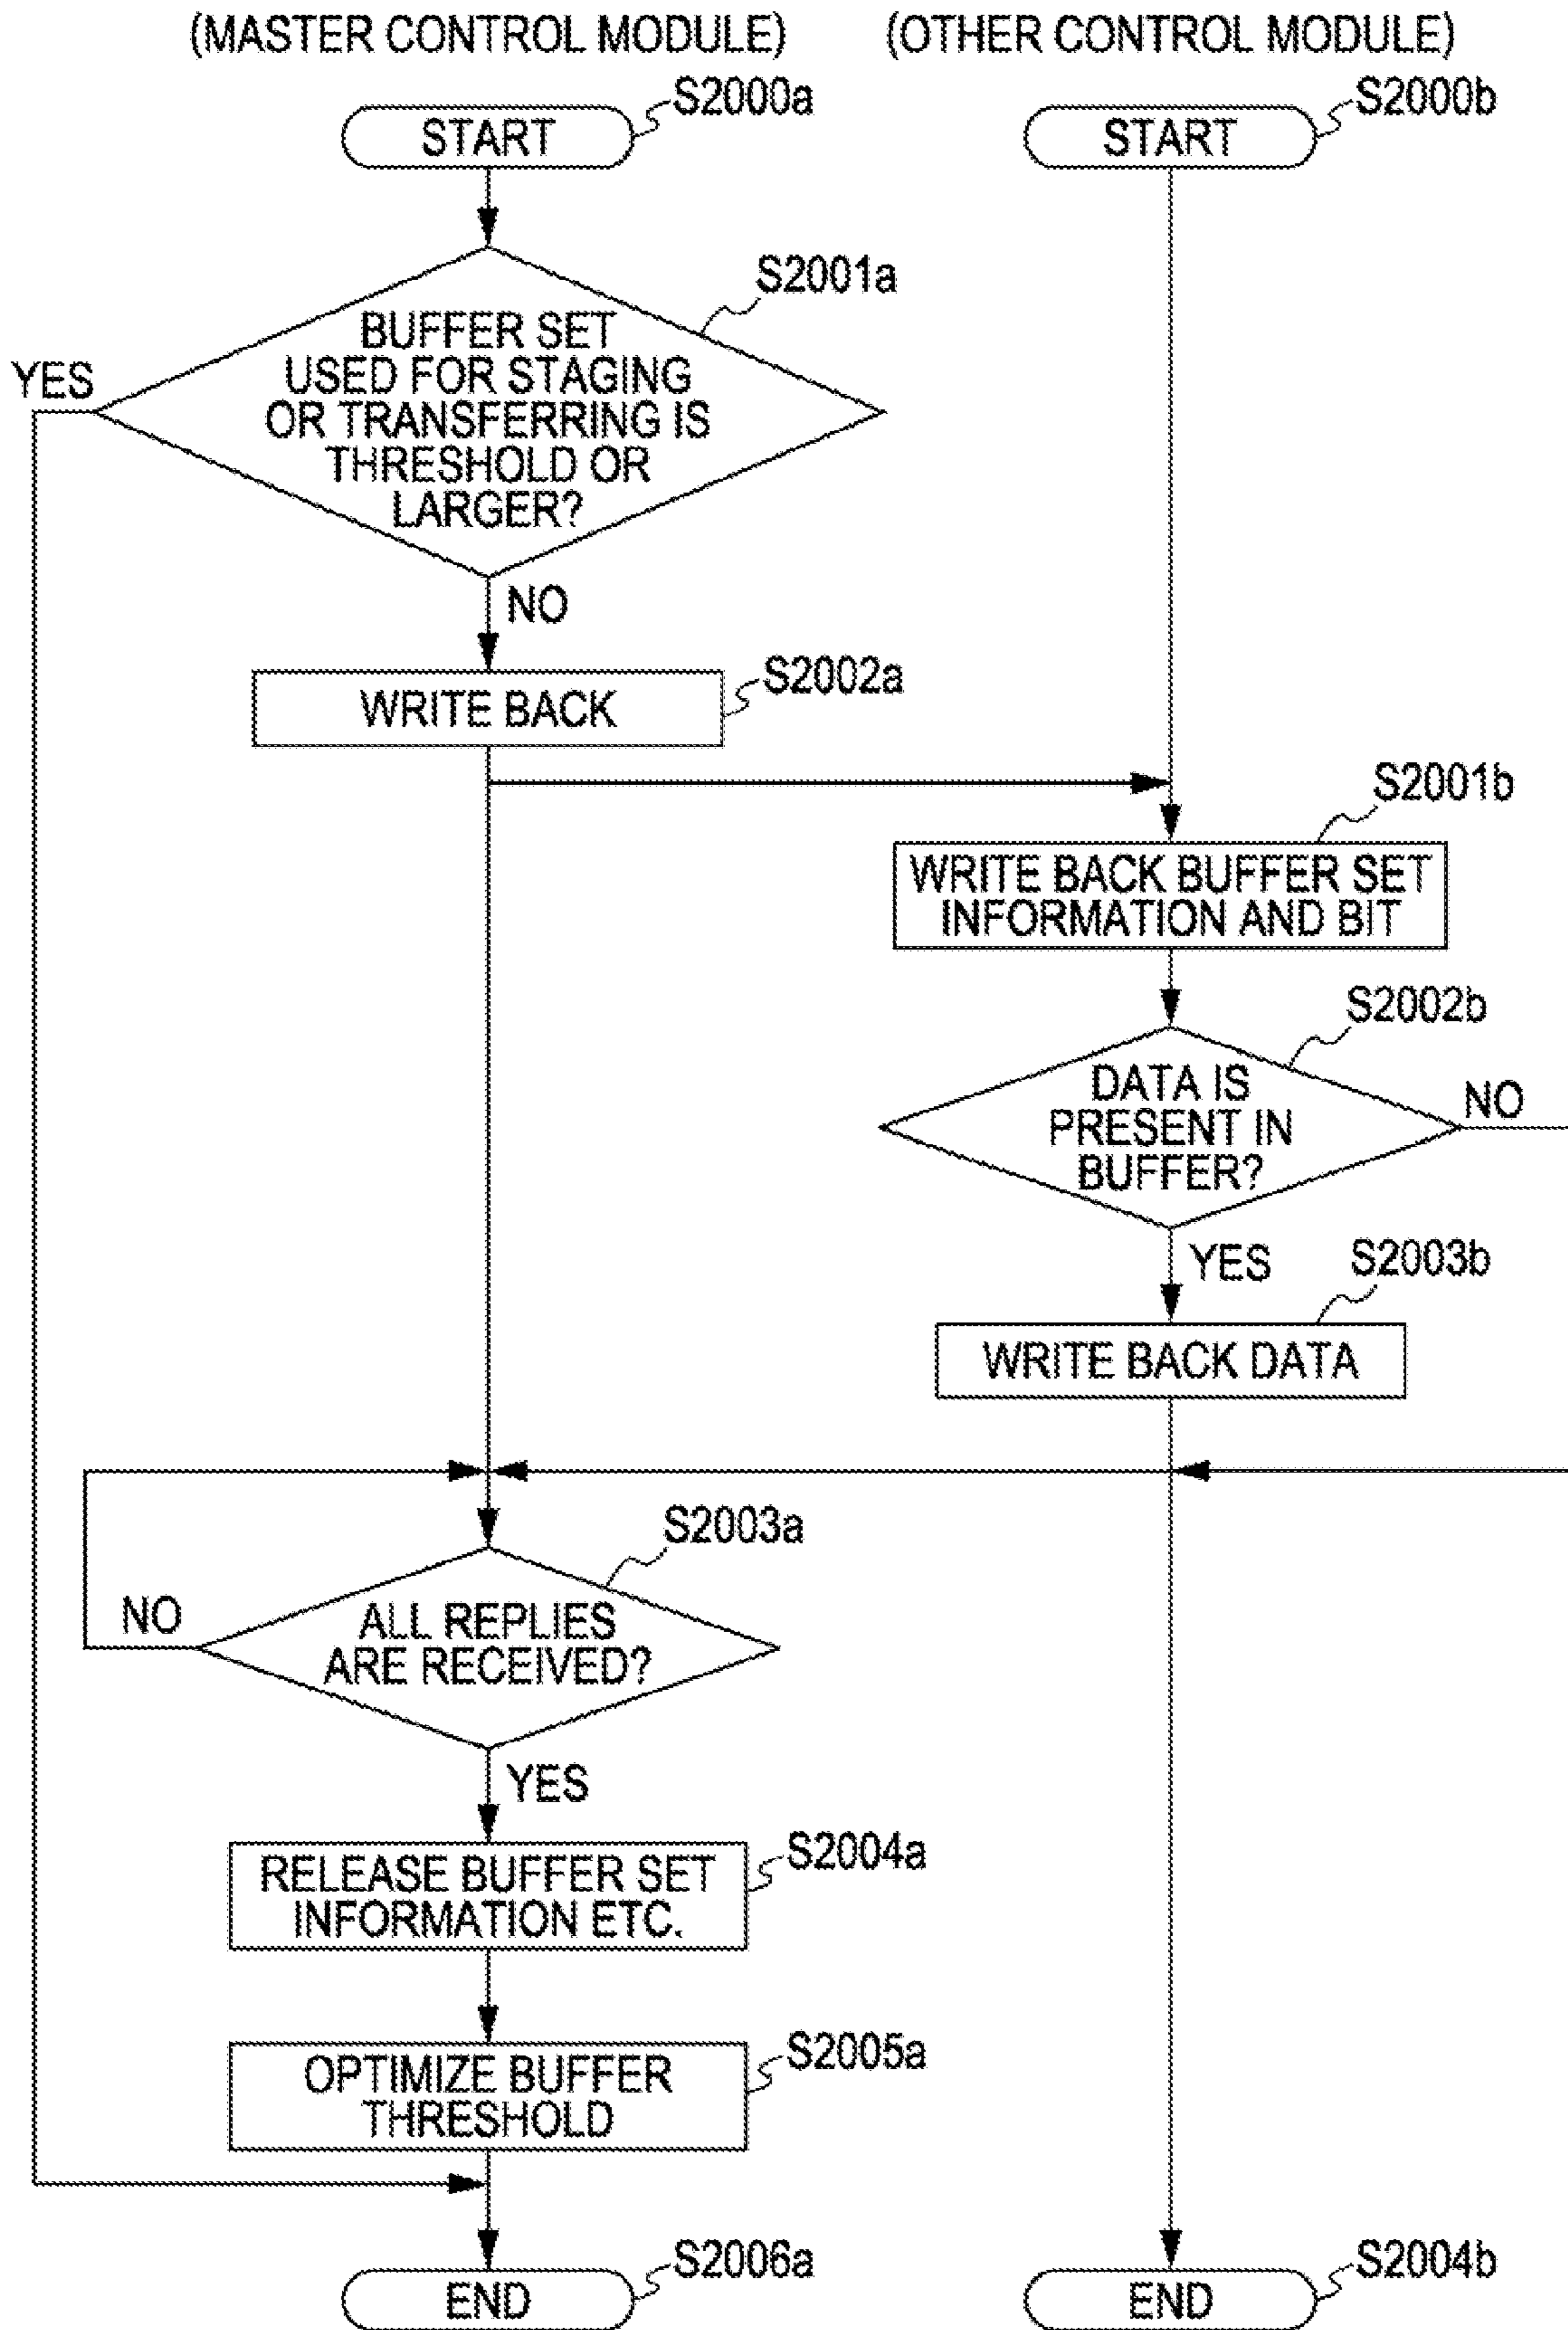 (MASTER CONTROL MODULE)
(OTHER CONTROL MODULE)
S2000a
S2000b
START
START
S2001a
BUFFER SET
USED FOR STAGING
OR TRANSFERRING IS
THRESHOLD OR
LARGER?
YES
NO
S2002a
WRITE BACK
S2001b
WRITE BACK BUFFER SET
INFORMATION AND BIT
S2002b
DATA IS
PRESENT IN
BUFFER?
NO
YES
S2003b
WRITE BACK DATA
S2003a
ALL REPLIES
ARE RECEIVED?
NO
YES
S2004a
RELEASE BUFFER SET
INFORMATION ETC.
S2005a
OPTIMIZE BUFFER
THRESHOLD
S2006a
S2004b
END
END